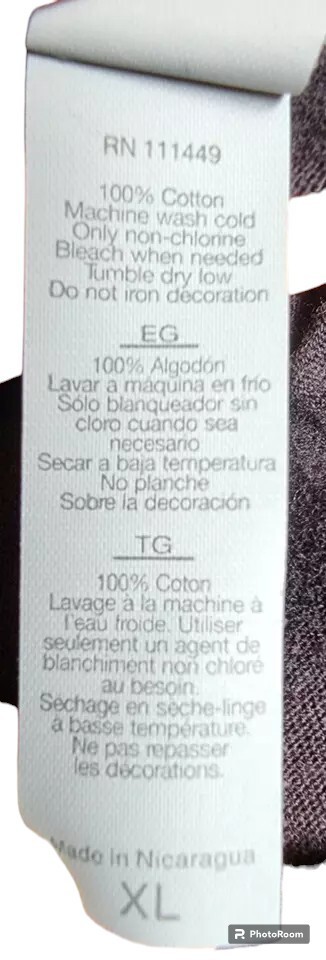 RN 111449
100% Cotton
Machine wash cold
Only non-chlorine
Bleach when needed
Tumble dry low
Do not iron decoration
EG
100% Algodón
Lavar a máquina en frío
Sólo blanqueador sin
cloro cuando sea
necesario
Secar a baja temperatura
No planche
Sobre la decoración
TG
100% Coton
Lavage à la machine à
l'eau froide. Utiliser
seulement un agent de
blanchiment non chloré
au besoin.
Séchage en sèche-linge
à basse température.
Ne pas repasser
les décorations.
Made in Nicaragua
XL
PhotoRoom